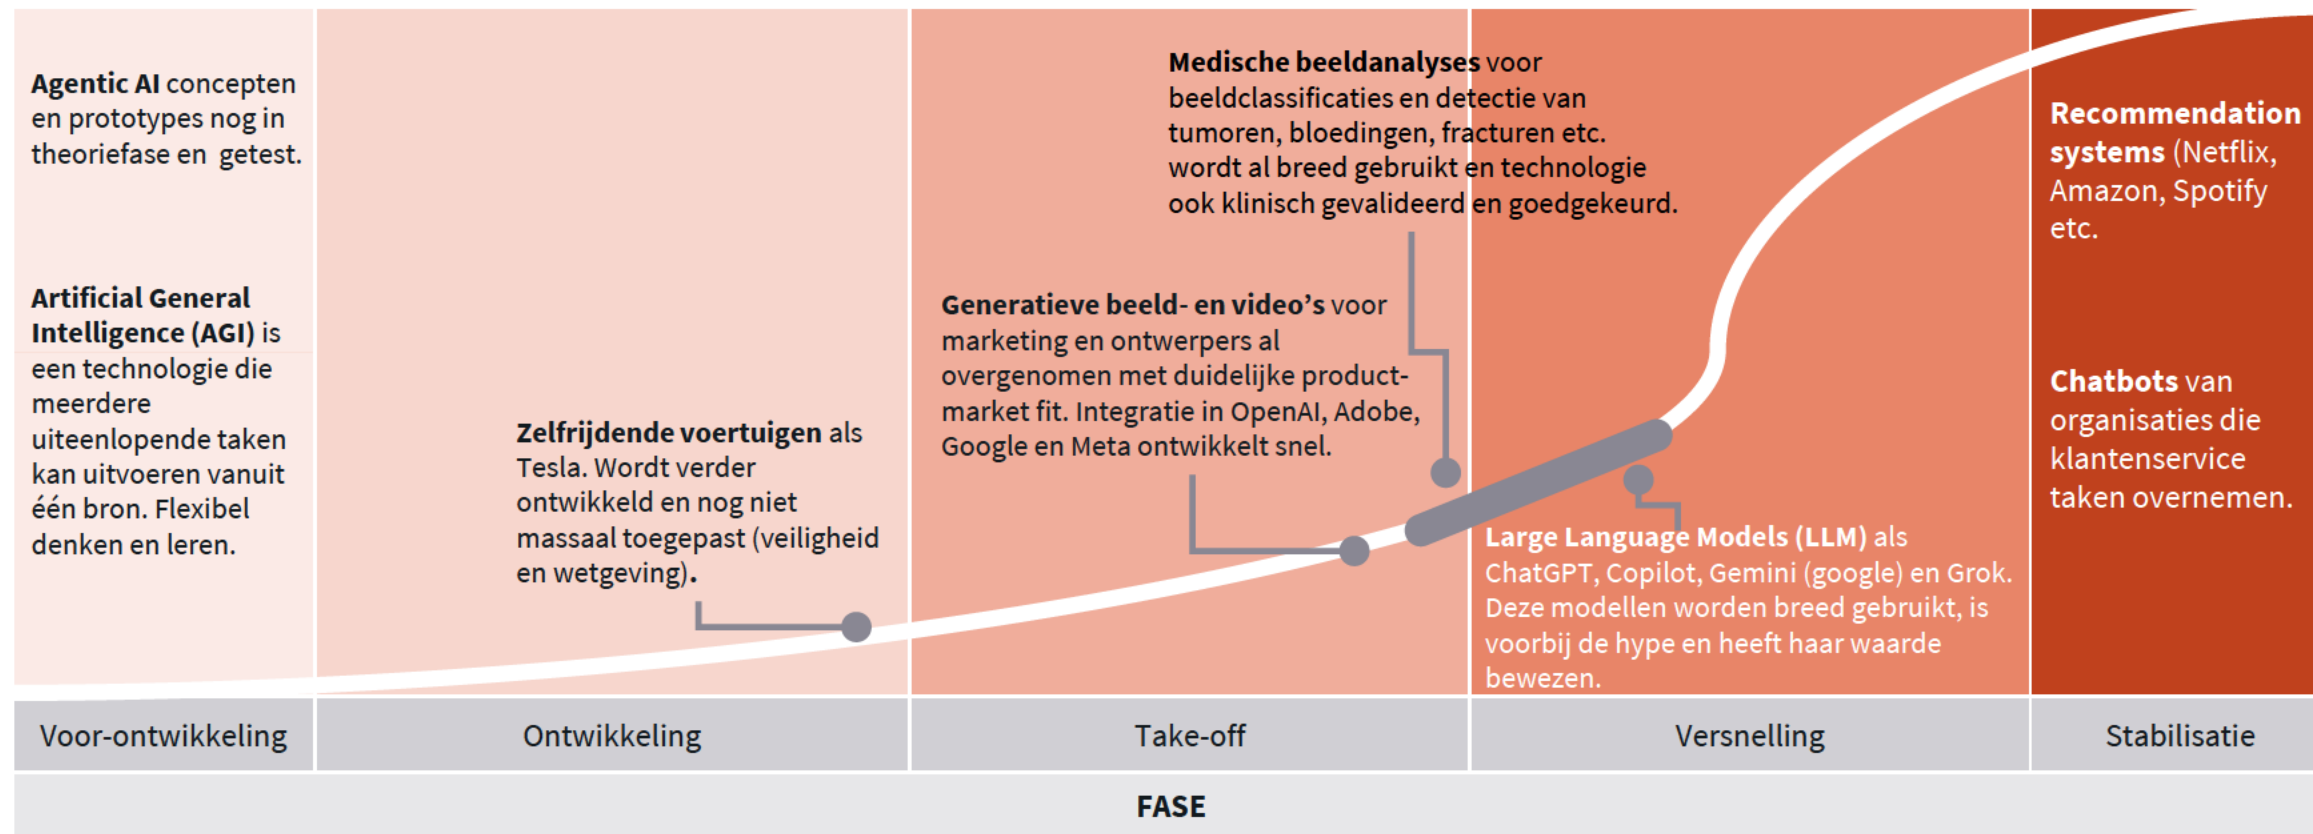 Agentic AI concepten
en prototypes nog in
theoriefase en  getest.
Artificial General
Intelligence (AGI) is
een technologie die
meerdere
uiteenlopende taken
kan uitvoeren vanuit
één bron. Flexibel
denken en leren.
Zelfrijdende voertuigen als
Tesla. Wordt verder
ontwikkeld en nog niet
massaal toegepast (veiligheid
en wetgeving).
Medische beeldanalyses voor
beeldclassificaties en detectie van
tumoren, bloedingen, fracturen etc.
wordt al breed gebruikt en technologie
ook klinisch gevalideerd en goedgekeurd.
Generatieve beeld- en video’s voor
marketing en ontwerpers al
overgenomen met duidelijke product-
market fit. Integratie in OpenAI, Adobe,
Google en Meta ontwikkelt snel.
Large Language Models (LLM) als
ChatGPT, Copilot, Gemini (google) en Grok.
Deze modellen worden breed gebruikt, is
voorbij de hype en heeft haar waarde
bewezen.
Recommendation
systems (Netflix,
Amazon, Spotify
etc.
Chatbots van
organisaties die
klantenservice
taken overnemen.
Voor-ontwikkeling
Ontwikkeling
Take-off
Versnelling
Stabilisatie
FASE